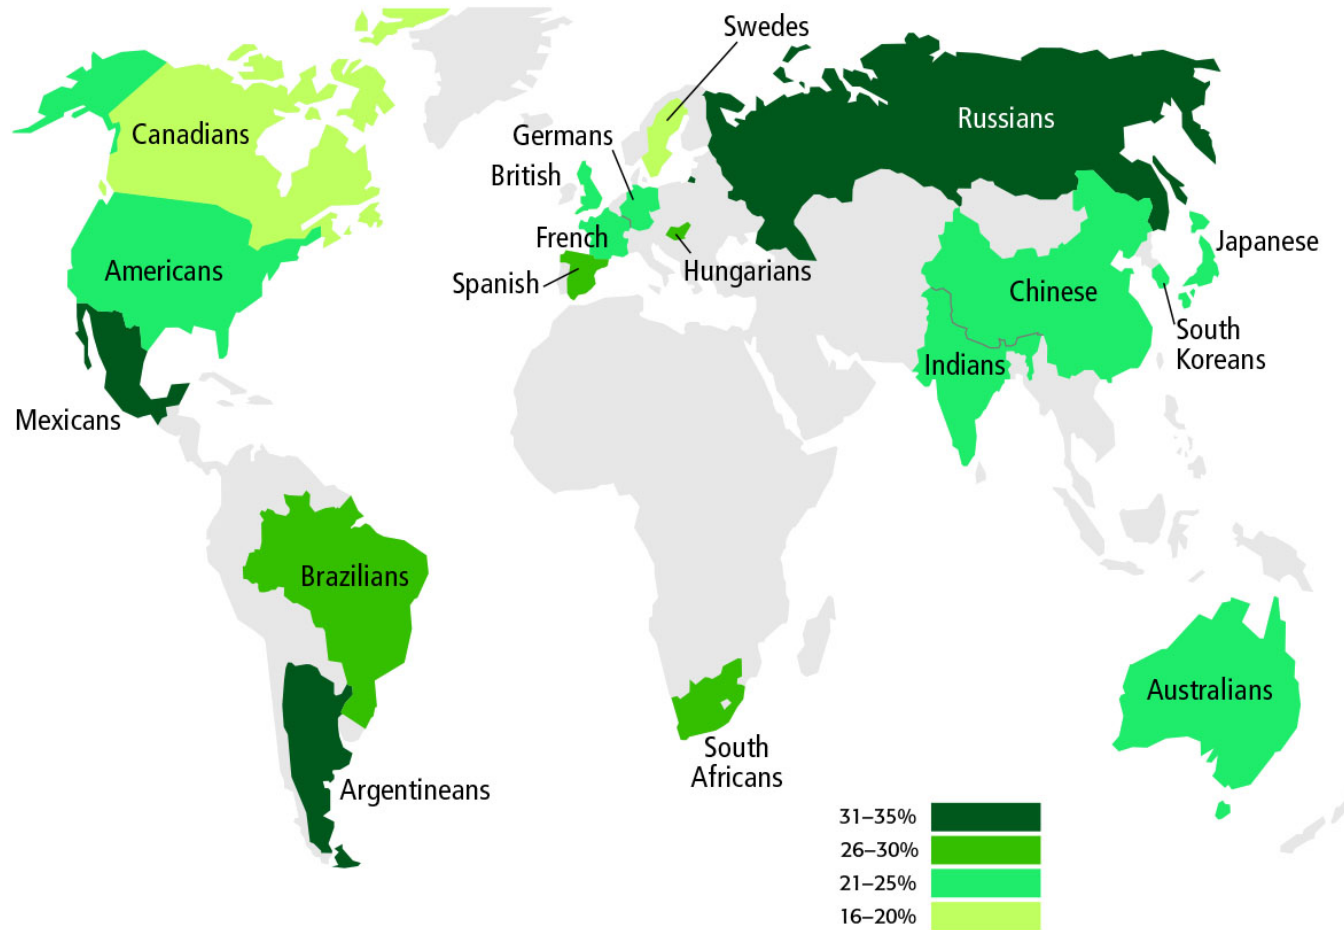 Swedes
Russians
Canadians
Germans
British
French
Japanese
Americans
Hungarians
Spanish
Chinese
South
Koreans
Indians
Mexicans
Brazilians
Australians
South
Africans
Argentineans
31–35%
26–30%
21–25%
16–20%